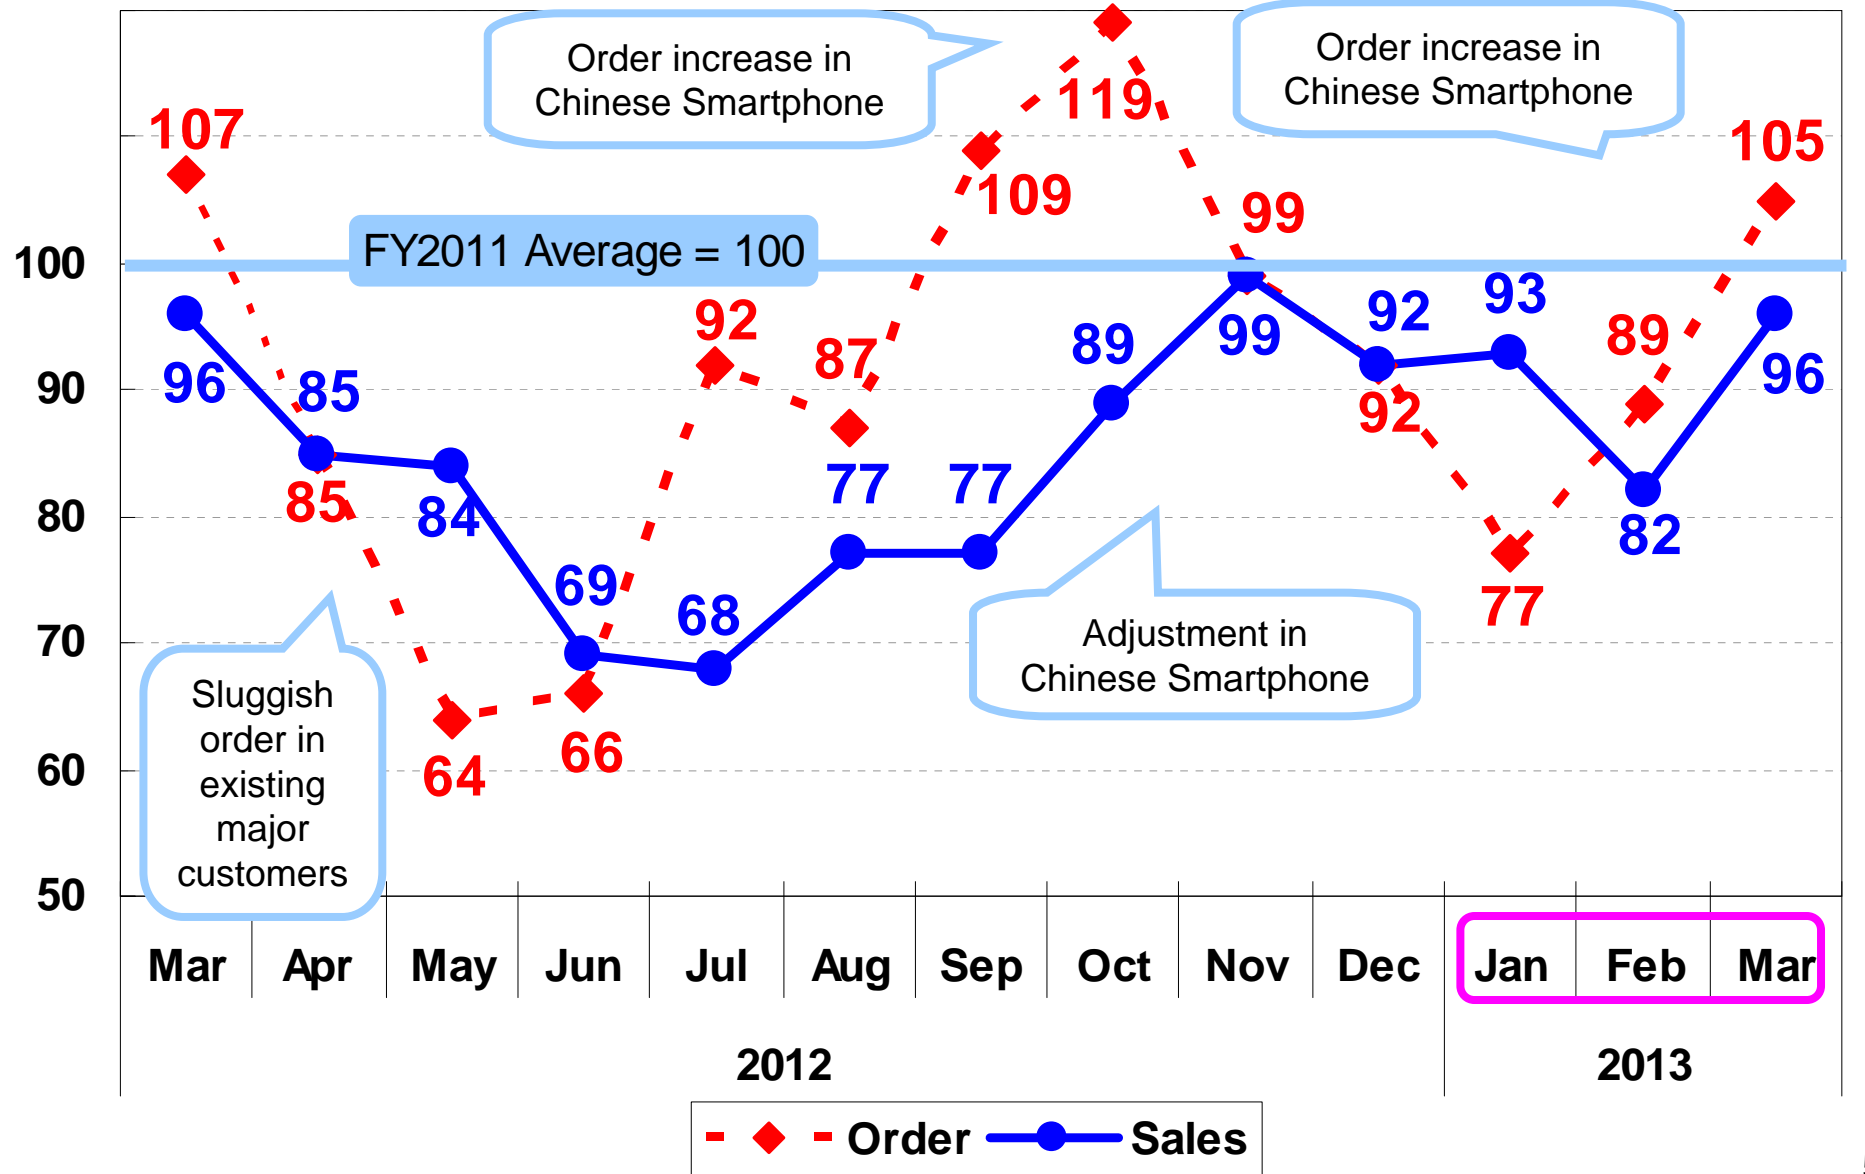 Order increase in
Chinese Smartphone
Order increase in
Chinese Smartphone
107
119
105
109
99
100
FY2011 Average = 100
92
87
89
93
92
96
85
89
99
92
96
90
85
84
77
77
82
80
69
68
77
70
Adjustment in
Chinese Smartphone
Sluggish
order in
existing
major
customers
64
66
60
50
Mar Apr May Jun Jul Aug Sep Oct Nov Dec Jan Feb Mar
2012 2013
Order Sales